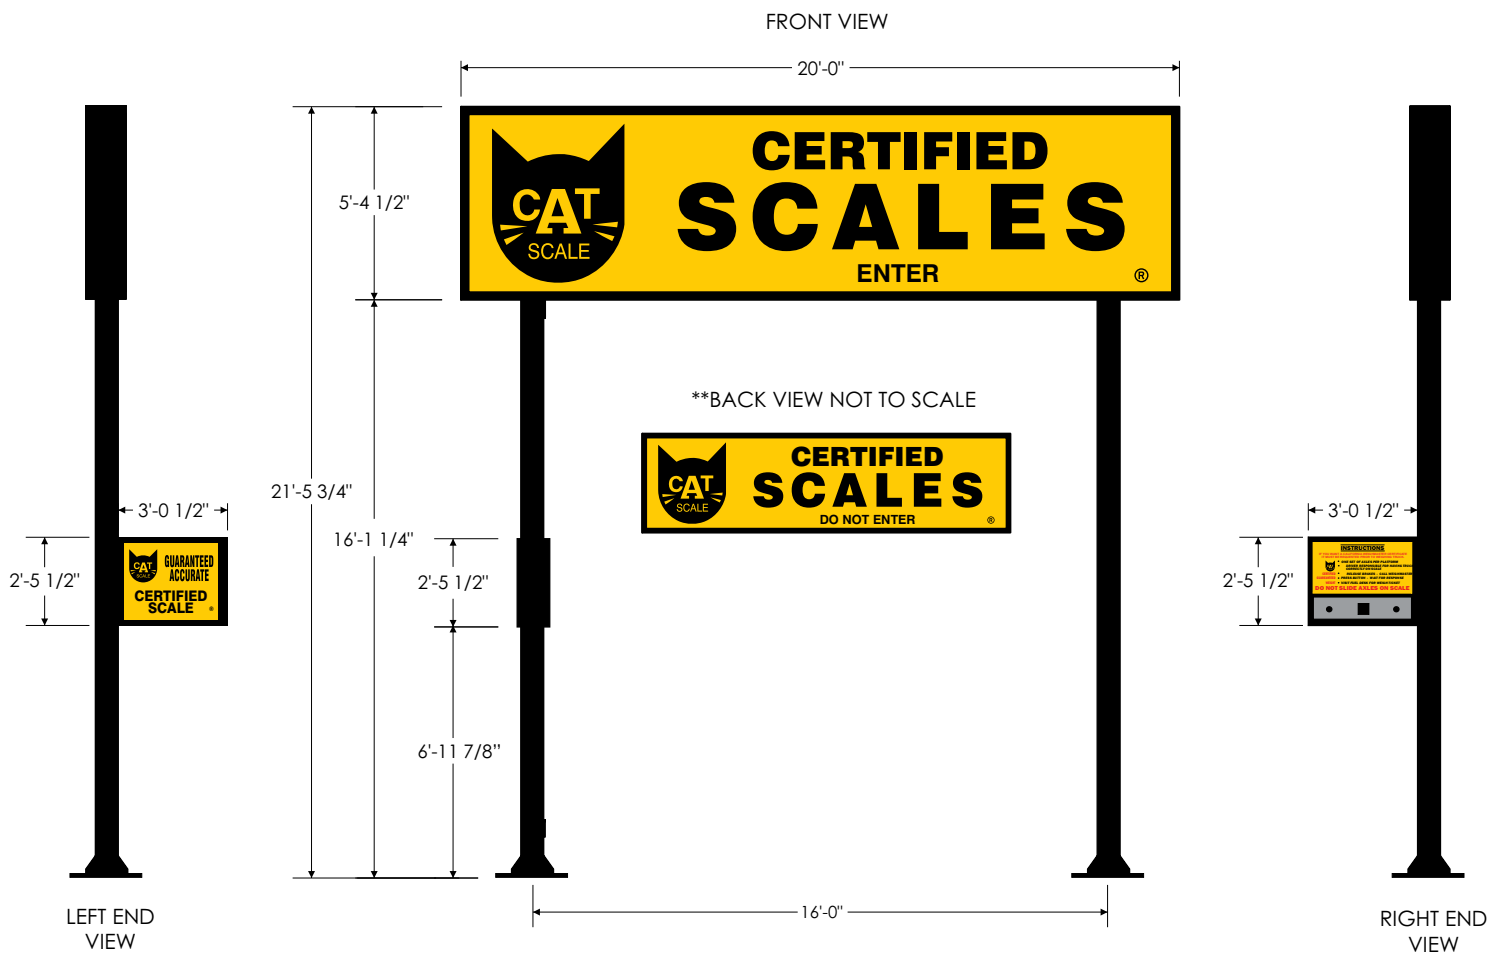 FRONT VIEW
20'-0"
CAT
SCALE
CERTIFIED
SCALES
ENTER
®
5'-4 1/2"
21'-5 3/4"
16'-1 1/4"
2'-5 1/2"
6'-11 7/8"
16'-0"
**BACK VIEW NOT TO SCALE
CAT
SCALE
CERTIFIED
SCALES
DO NOT ENTER
®
3'-0 1/2"
2'-5 1/2"
CAT
SCALE
GUARANTEED
ACCURATE
CERTIFIED
SCALE ®
LEFT END
VIEW
3'-0 1/2"
2'-5 1/2"
INSTRUCTIONS
DO NOT SLIDE AXLES ON SCALE
RIGHT END
VIEW